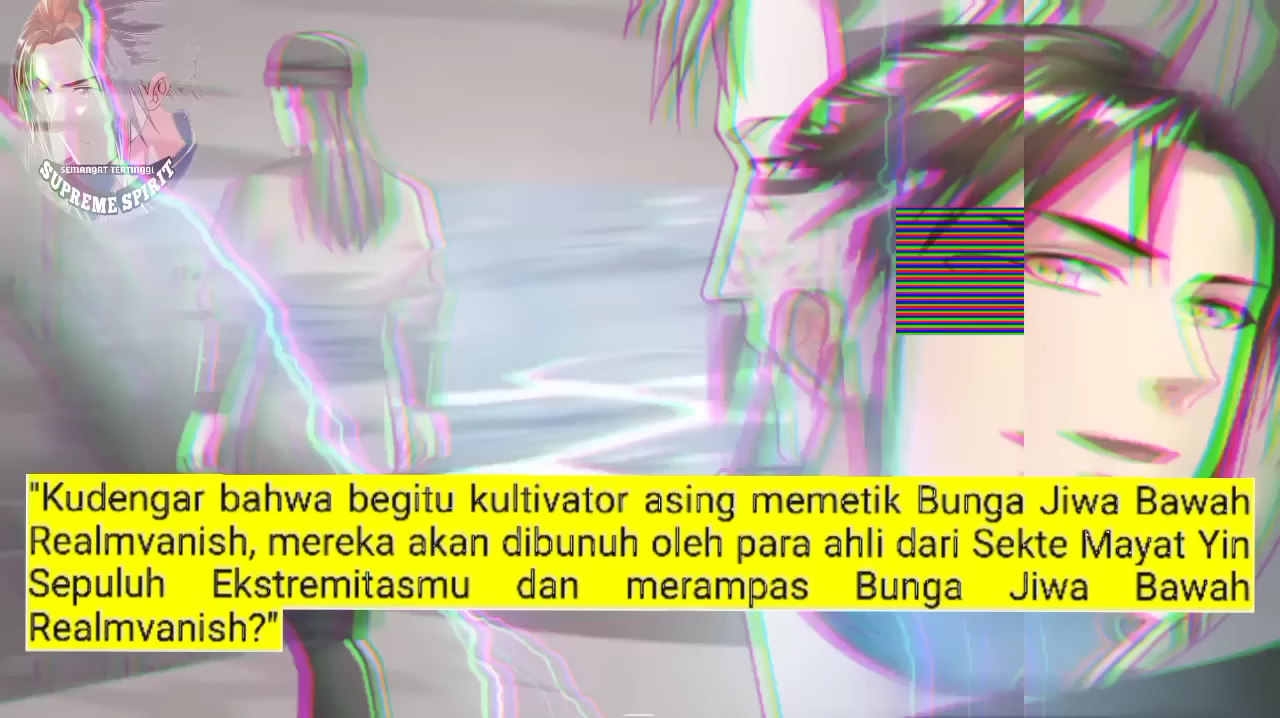 SEMANGAT TERTINGGI
SUPREME SPIRIT
"Kudengar bahwa begitu kultivator asing memetik Bunga Jiwa Bawah
Realmvanish, mereka akan dibunuh oleh para ahli dari Sekte Mayat Yin
Sepuluh Ekstremitasmu dan merampas Bunga Jiwa Bawah
Realmvanish?"